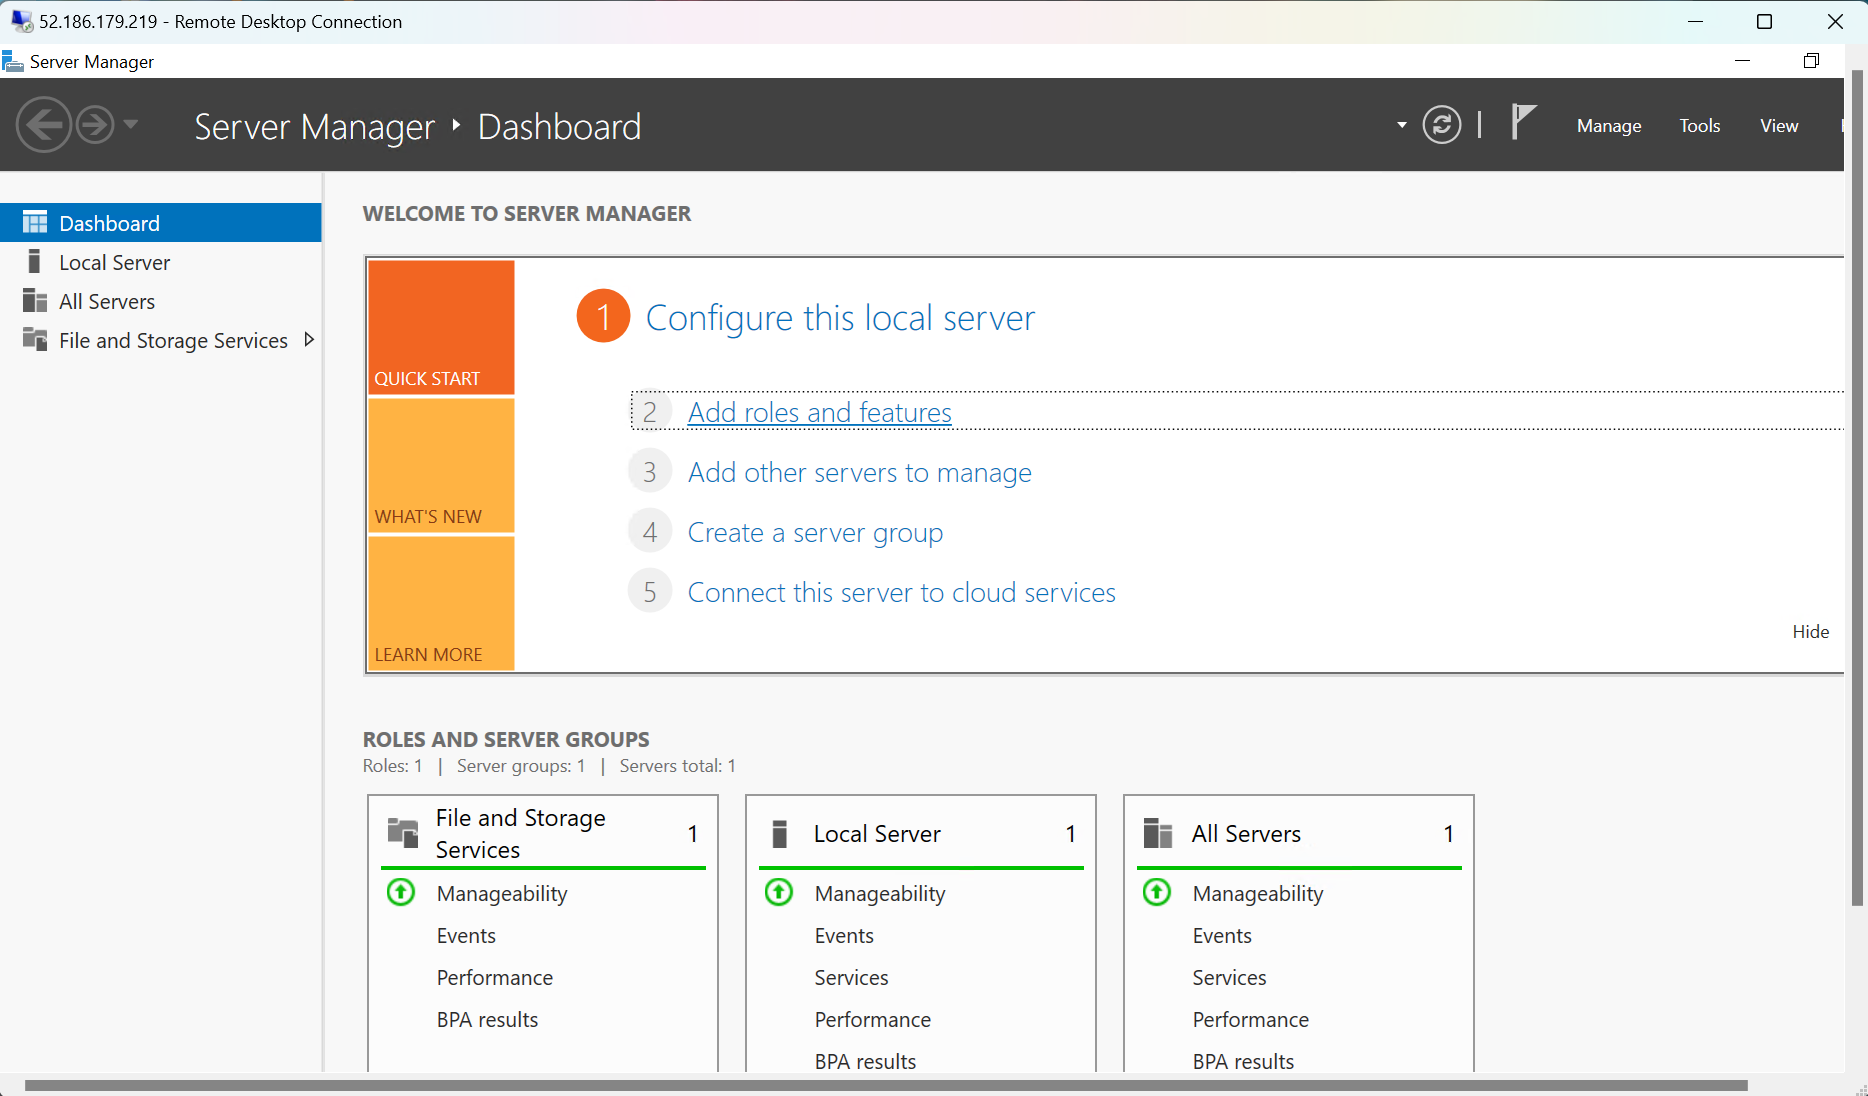 52.186.179.219 - Remote Desktop Connection
Server Manager
Server Manager Dashboard
Manage Tools View
Dashboard
Local Server
All Servers
File and Storage Services
WELCOME TO SERVER MANAGER
QUICK START
WHAT'S NEW
LEARN MORE
1 Configure this local server
2 Add roles and features
3 Add other servers to manage
4 Create a server group
5 Connect this server to cloud services
Hide
ROLES AND SERVER GROUPS
Roles: 1 | Server groups: 1 | Servers total: 1
File and Storage
Services 1
Manageability
Events
Performance
BPA results
Local Server 1
Manageability
Events
Services
Performance
BPA results
All Servers 1
Manageability
Events
Services
Performance
BPA results